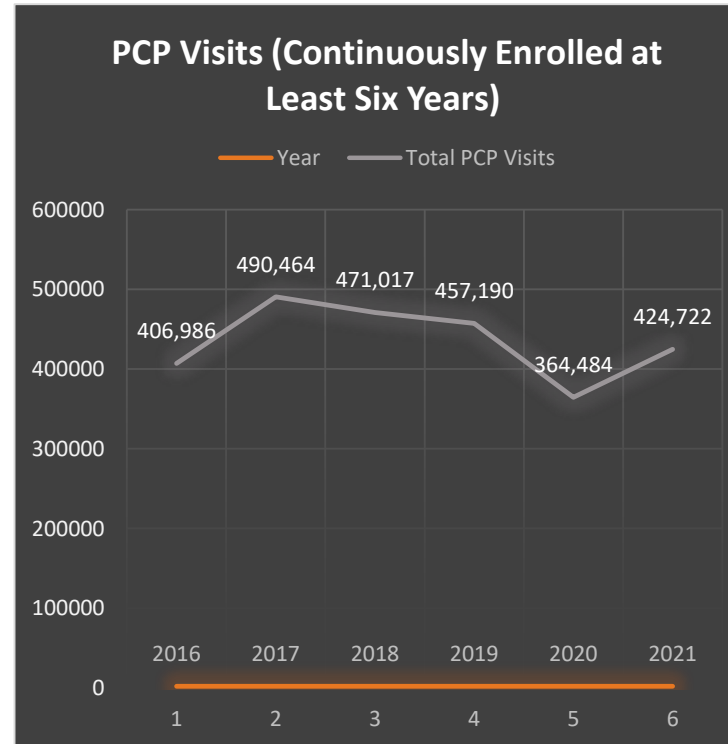 PCP Visits (Continuously Enrolled at
Least Six Years)
Year Total PCP Visits
600000
500000
400000
300000
200000
100000
0
406,986
490,464
471,017
457,190
364,484
424,722
2016 2017 2018 2019 2020 2021
1 2 3 4 5 6